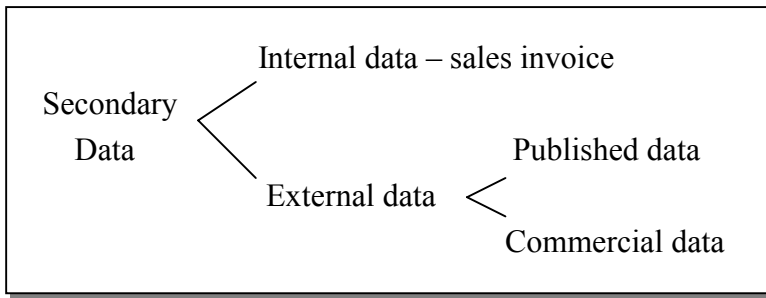 Internal data – sales invoice
Secondary
Data
Published data
External data
Commercial data